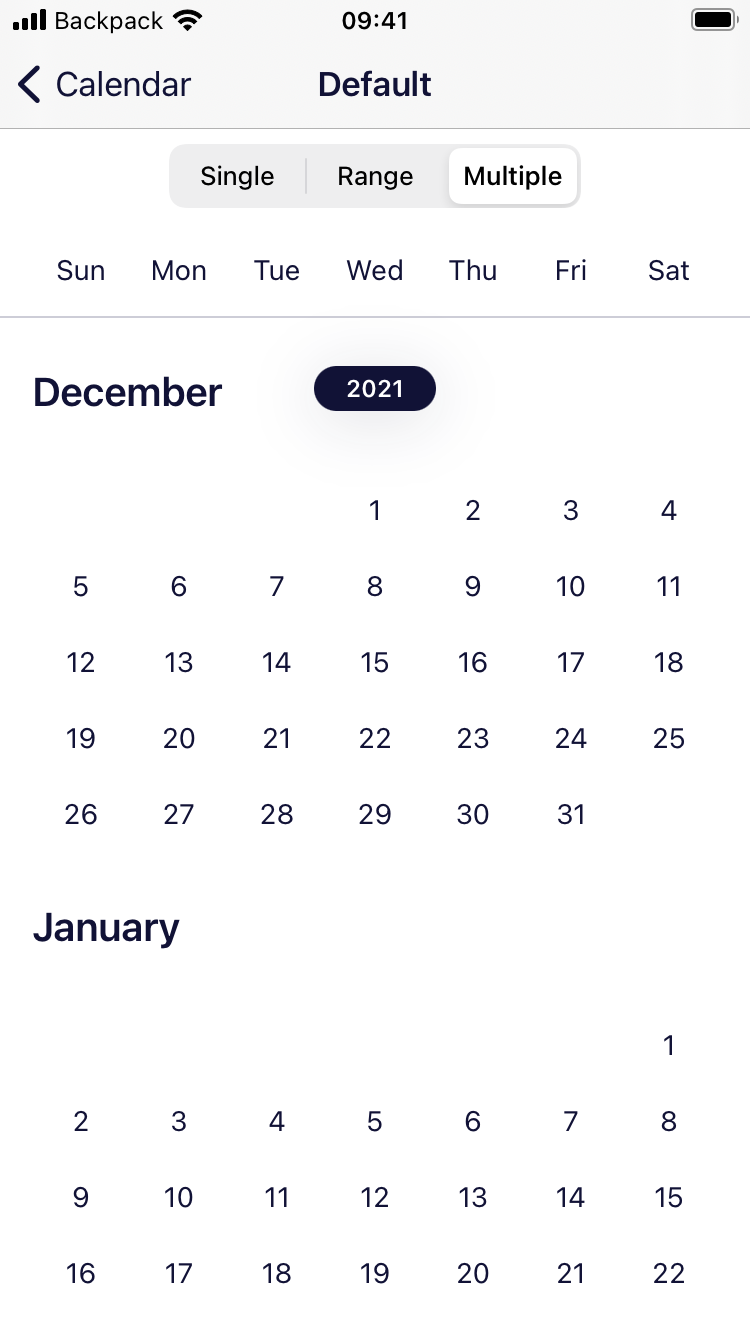 Backpack 09:41
Calendar Default
Single Range Multiple
Sun Mon Tue Wed Thu Fri Sat
December 2021
1 2 3 4
5 6 7 8 9 10 11
12 13 14 15 16 17 18
19 20 21 22 23 24 25
26 27 28 29 30 31
January
1
2 3 4 5 6 7 8
9 10 11 12 13 14 15
16 17 18 19 20 21 22